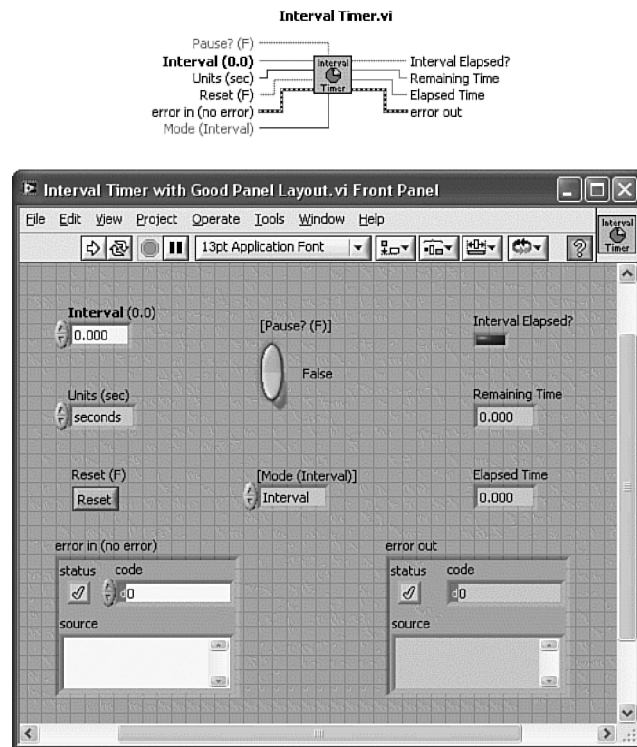 Interval Timer.vi
Pause? (F)
Interval (0.0)
Units (sec)
Reset (F)
error in (no error)
Mode (Interval)
Interval
Timer
Interval Elapsed?
Remaining Time
Elapsed Time
error out
Interval Timer with Good Panel Layout.vi Front Panel
File Edit View Project Operate Tools Window Help
13pt Application Font
?
Interval
Timer
Interval (0.0)
0.000
[Pause? (F)]
False
Interval Elapsed?
Units (sec)
seconds
Remaining Time
0.000
Reset (F)
Reset
[Mode (Interval)]
Interval
Elapsed Time
0.000
error in (no error)
status code
d0
source
error out
status code
d0
source